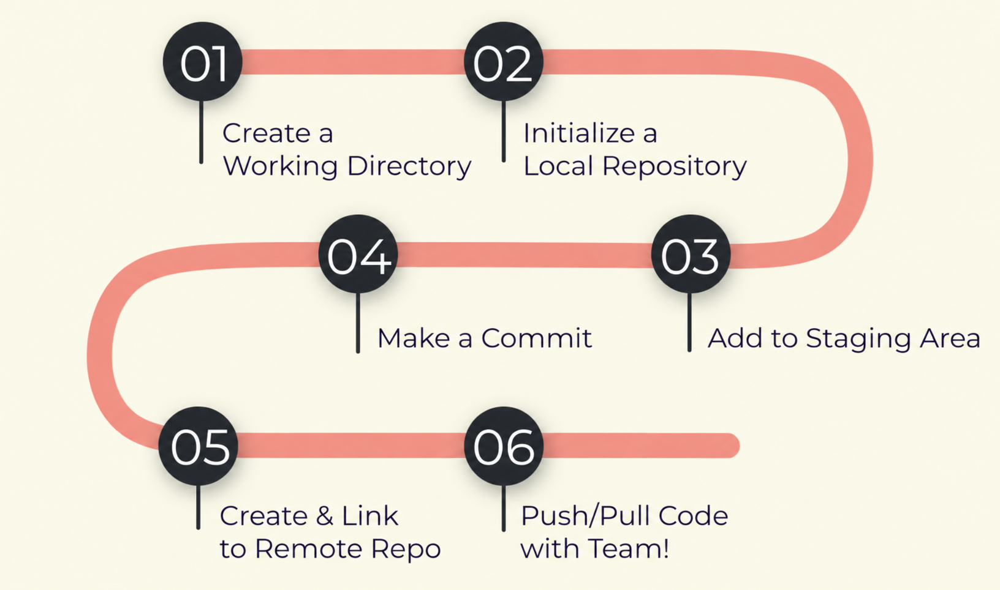 01
Create a
Working Directory
02
Initialize a
Local Repository
03
Add to Staging Area
04
Make a Commit
05
Create & Link
to Remote Repo
06
Push/Pull Code
with Team!